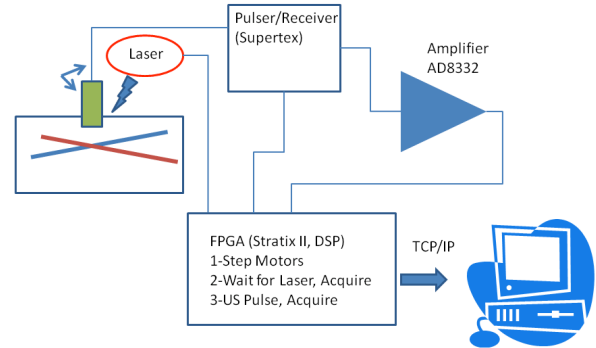 Pulser/Receiver
(Supertex)
Laser
Amplifier
AD8332
FPGA (Stratix II, DSP)
1-Step Motors
2-Wait for Laser, Acquire
3-US Pulse, Acquire
TCP/IP